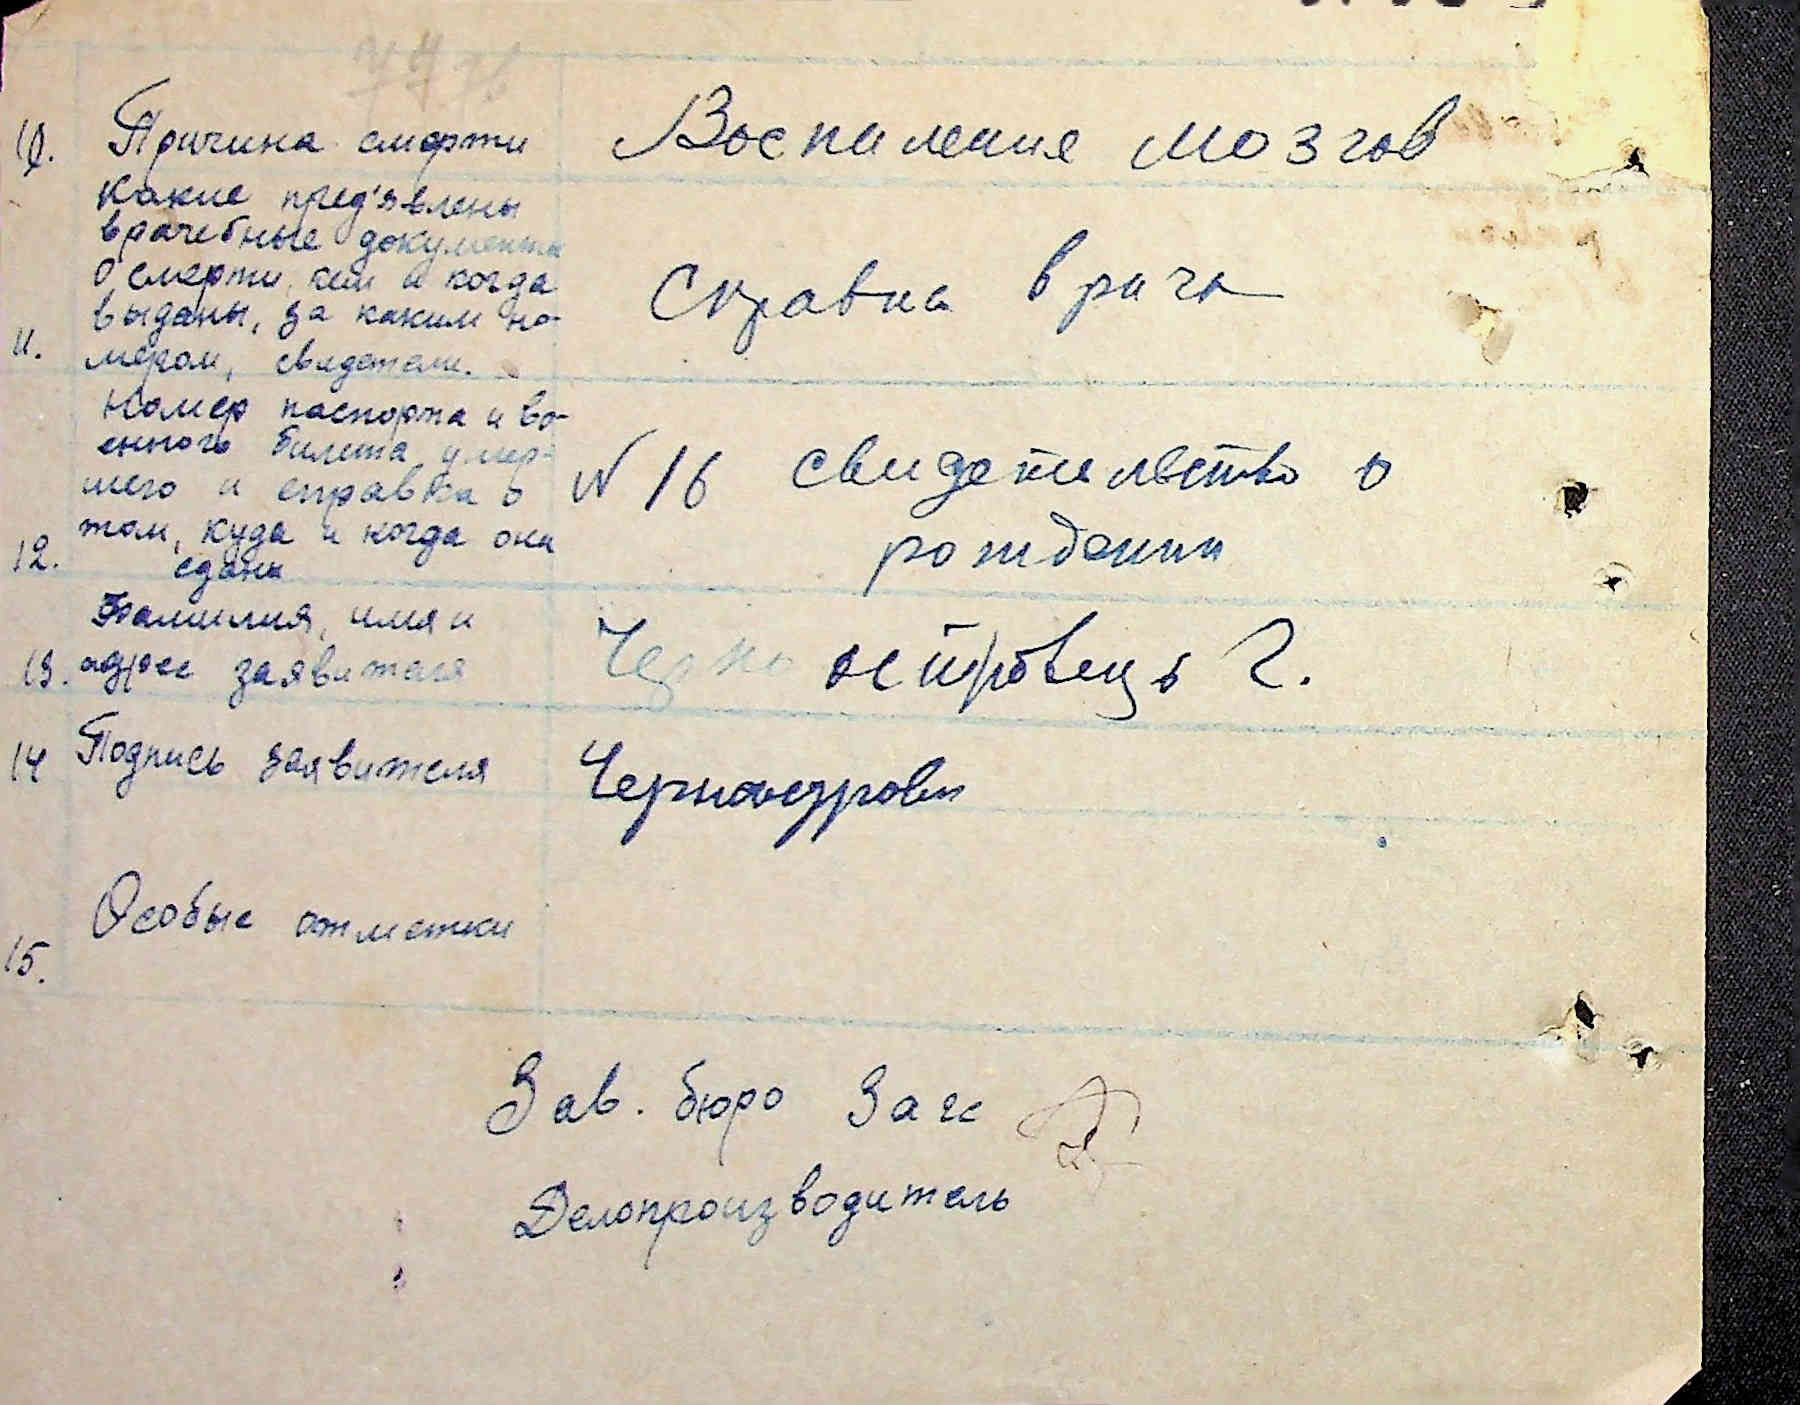 10. Причина смерти Воспаление мозгов
Какие пред'явлены
врачебные документы
о смерти, кем и когда Справка врача
выданы, за каким но-
11. мером, свидетели.
Номер паспорта и во-
енного билета умер-
шего и справка о № 16 свидетельство о
том, куда и когда они рождении
12. сданы
Фамилия, имя и
13. адрес заявителя Черноостровець Г.
14 Подпись заявителя
Особые отметки
15.
Зав. бюро Загс
Делопроизводитель